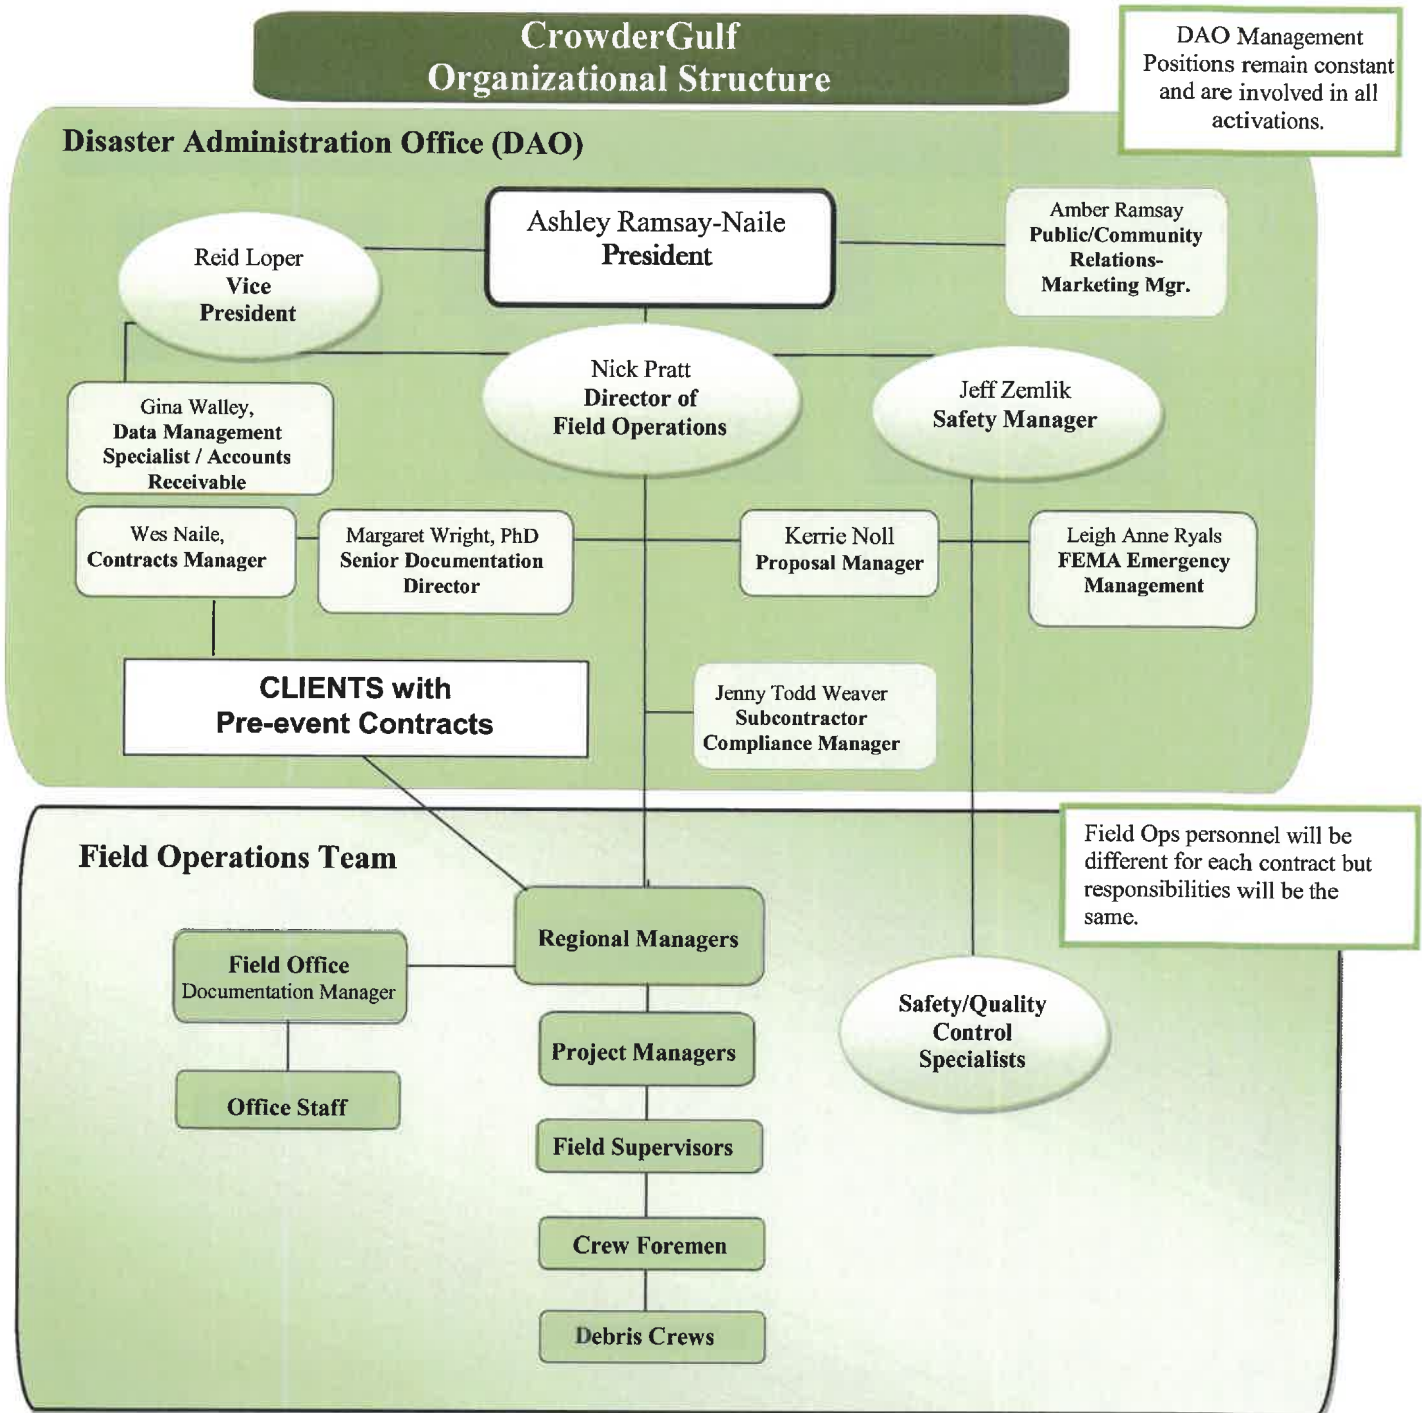 CrowderGulf
Organizational Structure
DAO Management
Positions remain constant
and are involved in all
activations.
Disaster Administration Office (DAO)
Ashley Ramsay-Naile
President
Amber Ramsay
Public/Community
Relations-
Marketing Mgr.
Reid Loper
Vice
President
Nick Pratt
Director of
Field Operations
Jeff Zemlik
Safety Manager
Gina Walley,
Data Management
Specialist / Accounts
Receivable
Wes Naile,
Contracts Manager
Margaret Wright, PhD
Senior Documentation
Director
Kerrie Noll
Proposal Manager
Leigh Anne Ryals
FEMA Emergency
Management
CLIENTS with
Pre-event Contracts
Jenny Todd Weaver
Subcontractor
Compliance Manager
Field Operations Team
Field Ops personnel will be
different for each contract but
responsibilities will be the
same.
Regional Managers
Field Office
Documentation Manager
Safety/Quality
Control
Specialists
Project Managers
Office Staff
Field Supervisors
Crew Foremen
Debris Crews